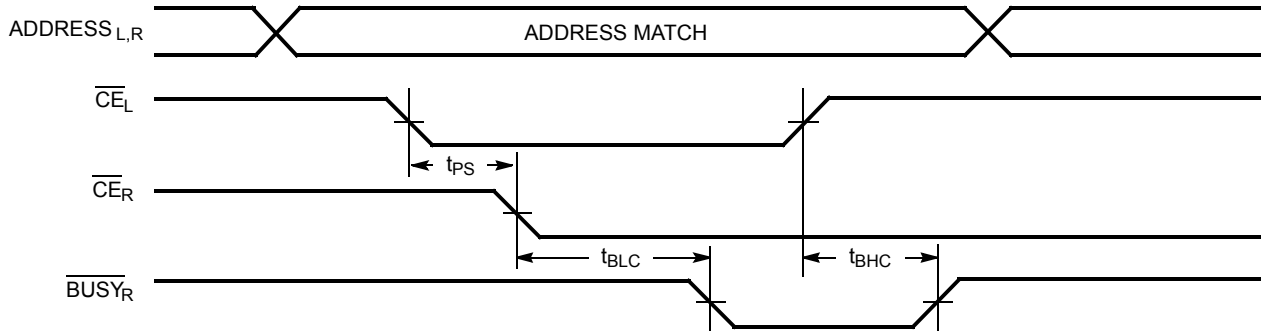 ADDRESS L,R
ADDRESS MATCH
CEL
tPS
CER
tBLC
tBHC
BUSYR